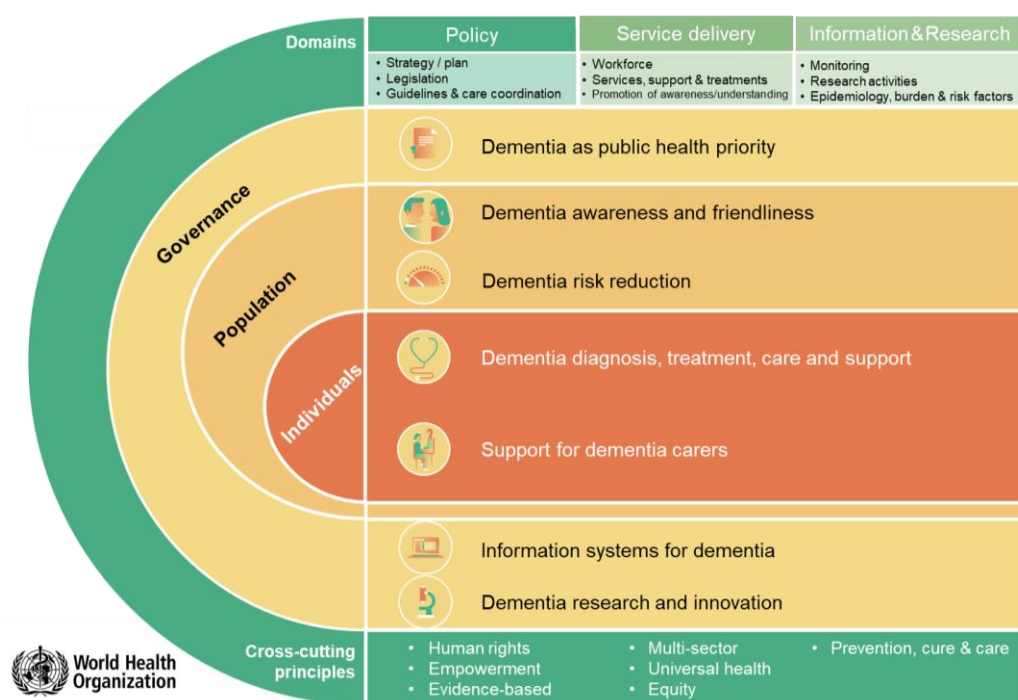 Domains
Policy
Service delivery
Information & Research
• Strategy / plan
• Legislation
• Guidelines & care coordination
• Workforce
• Services, support & treatments
• Promotion of awareness/understanding
• Monitoring
• Research activities
• Epidemiology, burden & risk factors
Governance
Dementia as public health priority
Population
Dementia awareness and friendliness
Dementia risk reduction
Individuals
Dementia diagnosis, treatment, care and support
Support for dementia carers
Information systems for dementia
Dementia research and innovation
Cross-cutting
principles
• Human rights
• Empowerment
• Evidence-based
• Multi-sector
• Universal health
• Equity
• Prevention, cure & care
World Health
Organization